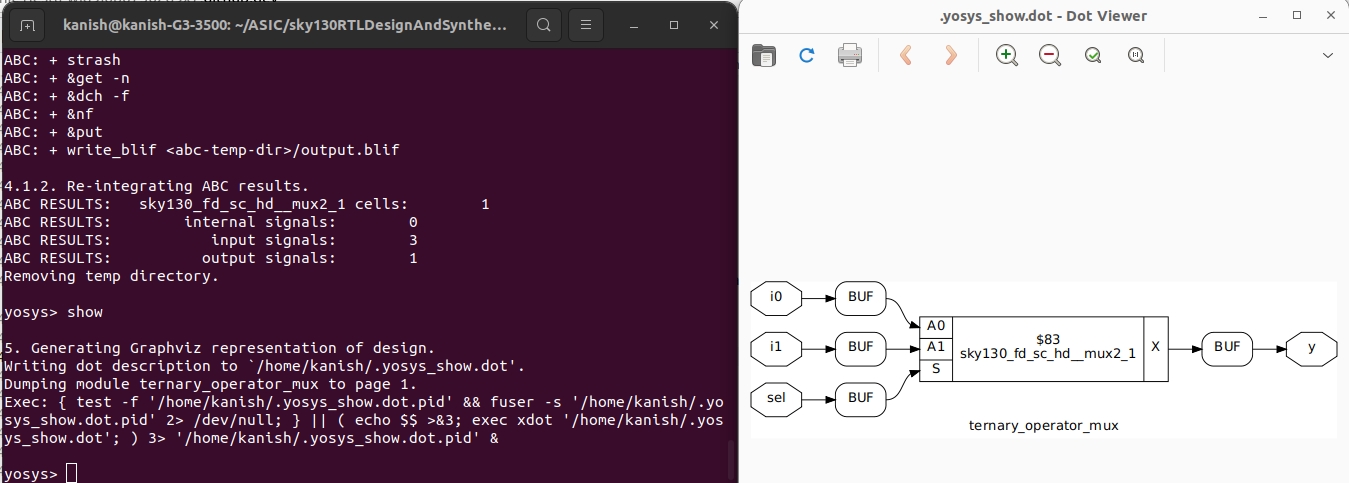 kanish@kanish-G3-3500: ~/ASIC/sky130RTLDesignAndSynthe...
ABC: + strash
ABC: + &get -n
ABC: + &dch -f
ABC: + &nf
ABC: + &put
ABC: + write_blif <abc-temp-dir>/output.blif
4.1.2. Re-integrating ABC results.
ABC RESULTS:   sky130_fd_sc_hd__mux2_1 cells:        1
ABC RESULTS:        internal signals:        0
ABC RESULTS:           input signals:        3
ABC RESULTS:          output signals:        1
Removing temp directory.
yosys> show
5. Generating Graphviz representation of design.
Writing dot description to `/home/kanish/.yosys_show.dot'.
Dumping module ternary_operator_mux to page 1.
Exec: { test -f '/home/kanish/.yosys_show.dot.pid' && fuser -s '/home/kanish/.yo
sys_show.dot.pid' 2> /dev/null; } || ( echo $$ >&3; exec xdot '/home/kanish/.yos
ys_show.dot'; ) 3> '/home/kanish/.yosys_show.dot.pid' &
yosys>
.yosys_show.dot - Dot Viewer
i0 BUF
A0
i1 BUF A1 $83 X BUF y
sky130_fd_sc_hd__mux2_1
S
sel BUF
ternary_operator_mux